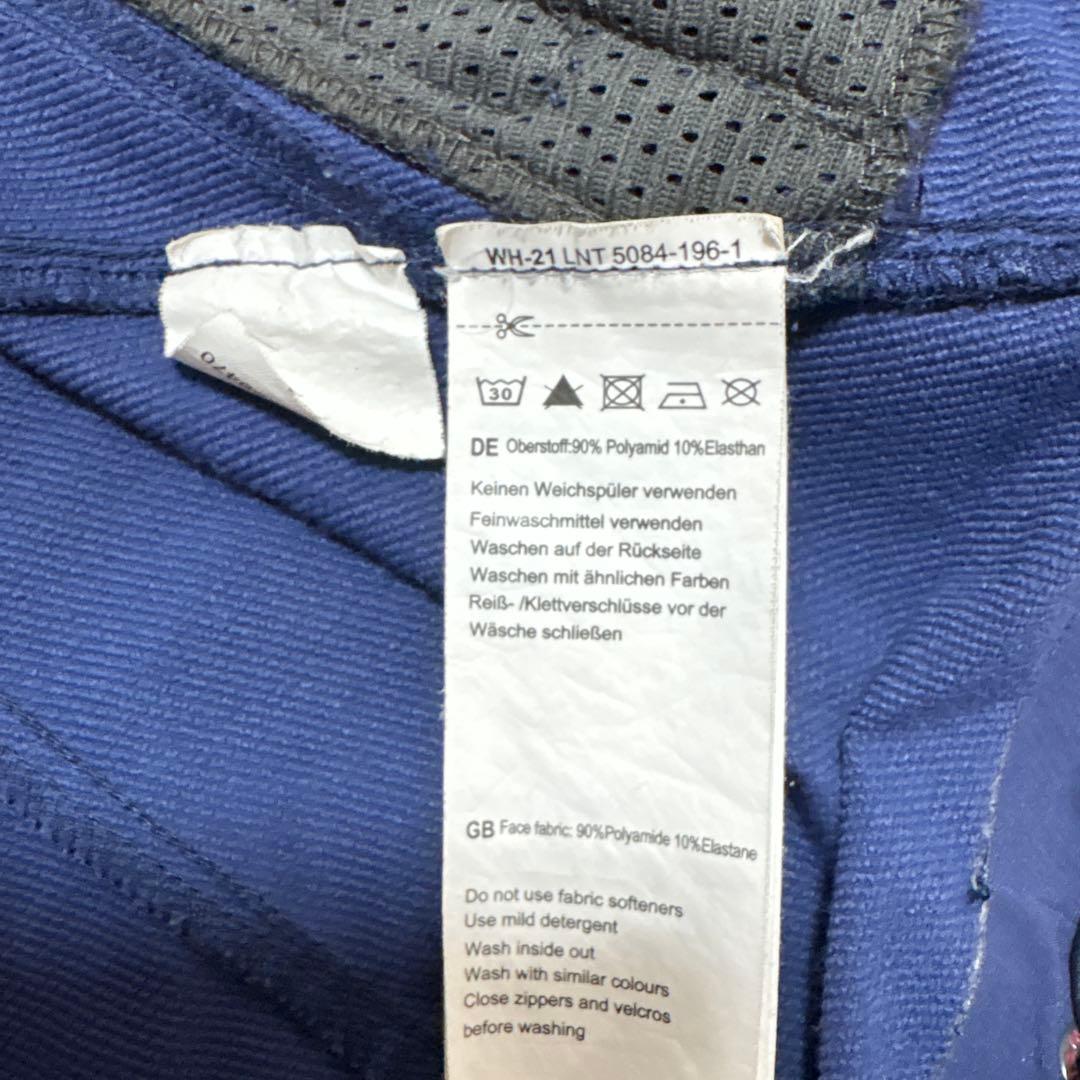 WH-21 LNT 5084-196-1
30
DE Oberstoff:90% Polyamid 10%Elasthan
Keinen Weichspüler verwenden
Feinwaschmittel verwenden
Waschen auf der Rückseite
Waschen mit ähnlichen Farben
Reiß- /Klettverschlüsse vor der
Wäsche schließen
GB Face fabric: 90%Polyamide 10%Elastane
Do not use fabric softeners
Use mild detergent
Wash inside out
Wash with similar colours
Close zippers and velcros
before washing